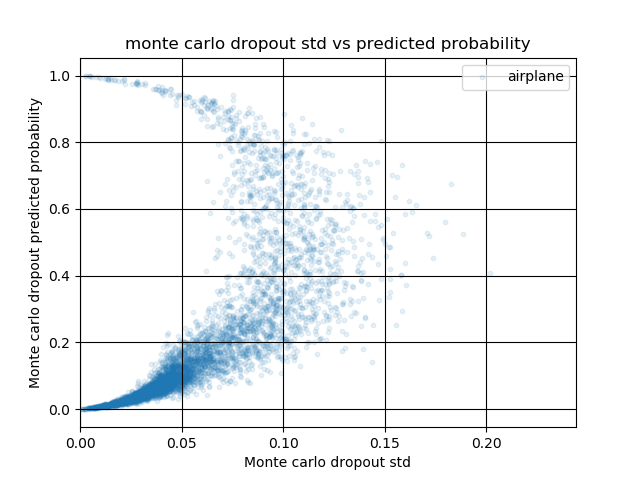 monte carlo dropout std vs predicted probability
airplane
Monte carlo dropout predicted probability
1.0
0.8
0.6
0.4
0.2
0.0
0.00 0.05 0.10 0.15 0.20
Monte carlo dropout std